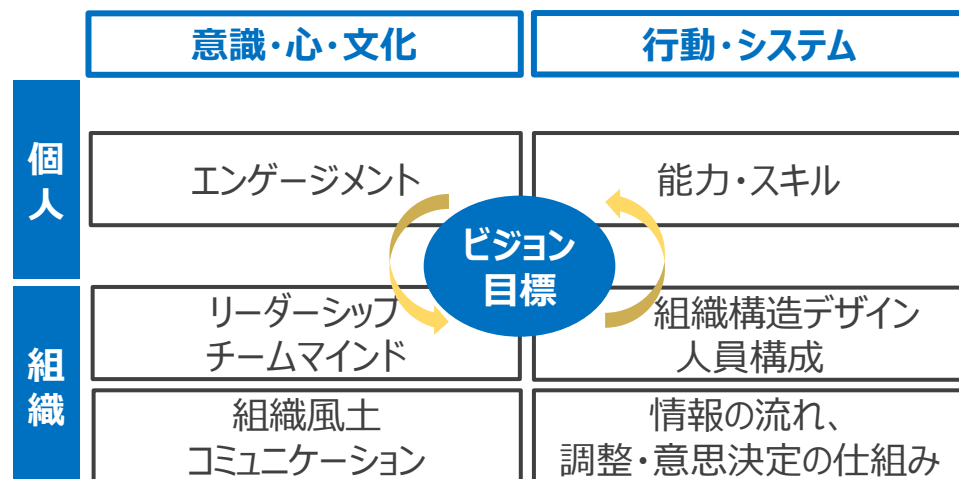 意識・心・文化
行動・システム
個人
エンゲージメント
能力・スキル
ビジョン
目標
組織
リーダーシップ
チームマインド
組織構造デザイン
人員構成
組織風土
コミュニケーション
情報の流れ、
調整・意思決定の仕組み